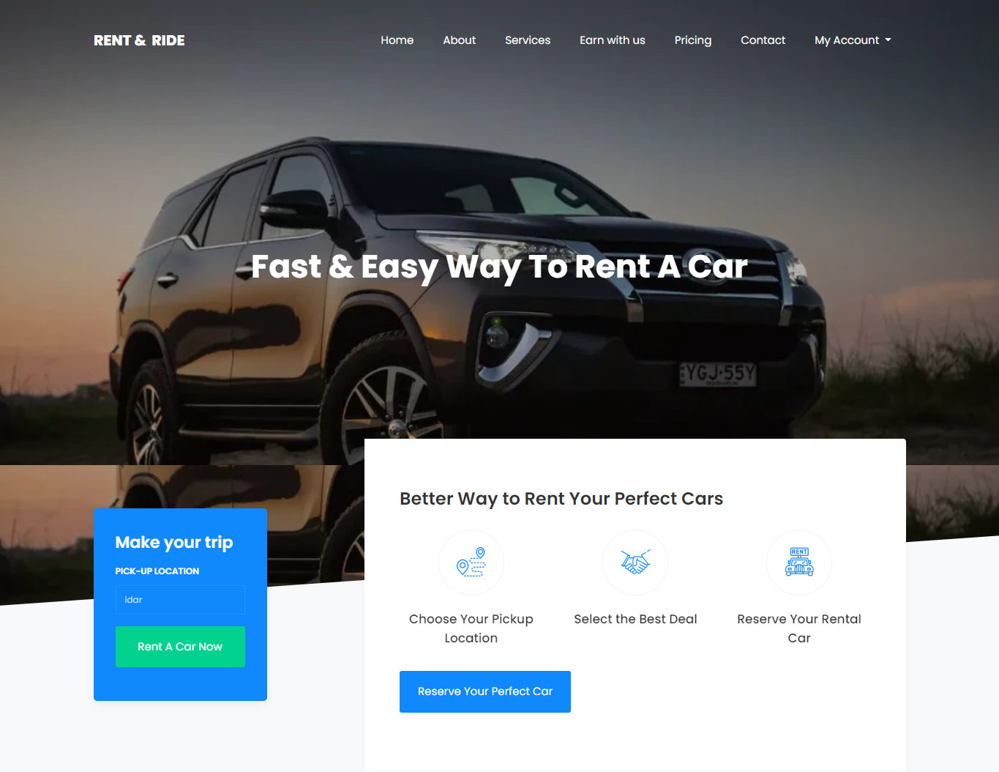 RENT & RIDE
Home About Services Earn with us Pricing Contact My Account
Fast & Easy Way To Rent A Car
YGJ·55Y
Better Way to Rent Your Perfect Cars
Make your trip
PICK-UP LOCATION
idar
Rent A Car Now
RENT
Choose Your Pickup
Location
Select the Best Deal
Reserve Your Rental
Car
Reserve Your Perfect Car